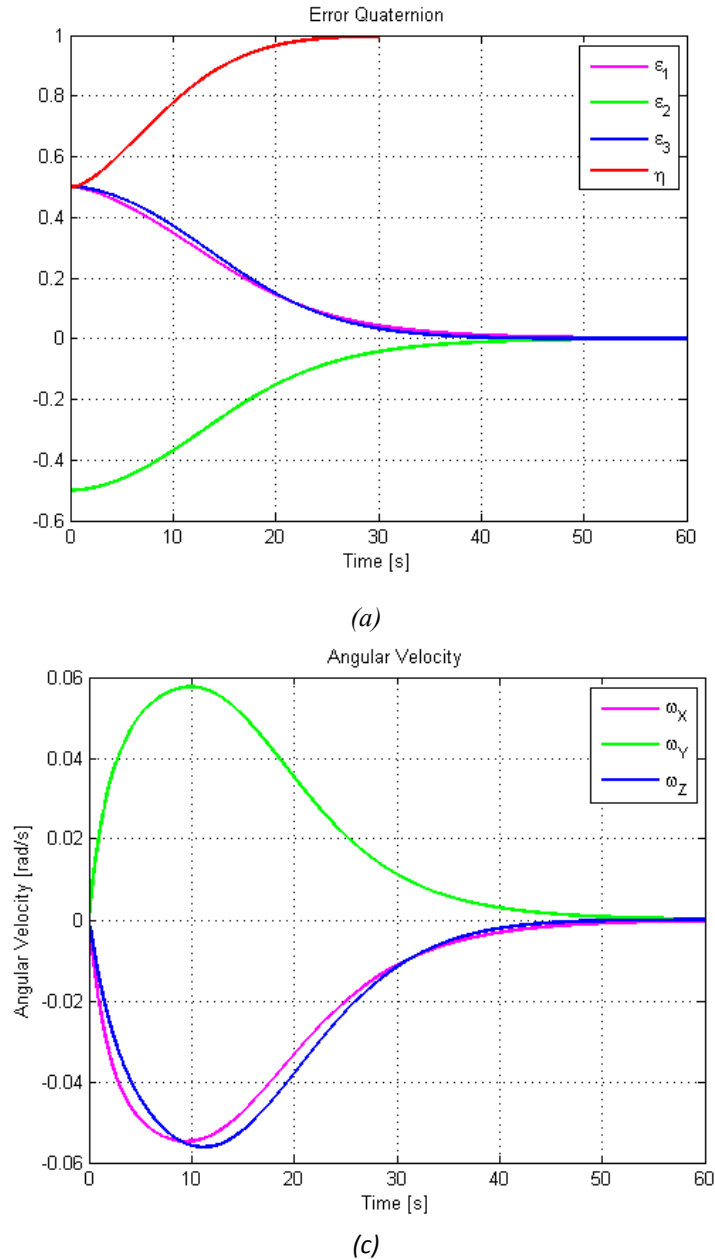 Error Quaternion
1
0.8
0.6
0.4
0.2
0
-0.2
-0.4
-0.6
0 10 20 30 40 50 60
Time [s]
ε1
ε2
ε3
η
(a)
Angular Velocity
Angular Velocity [rad/s]
0.06
0.04
0.02
0
-0.02
-0.04
-0.06
0 10 20 30 40 50 60
Time [s]
ωX
ωY
ωZ
(c)